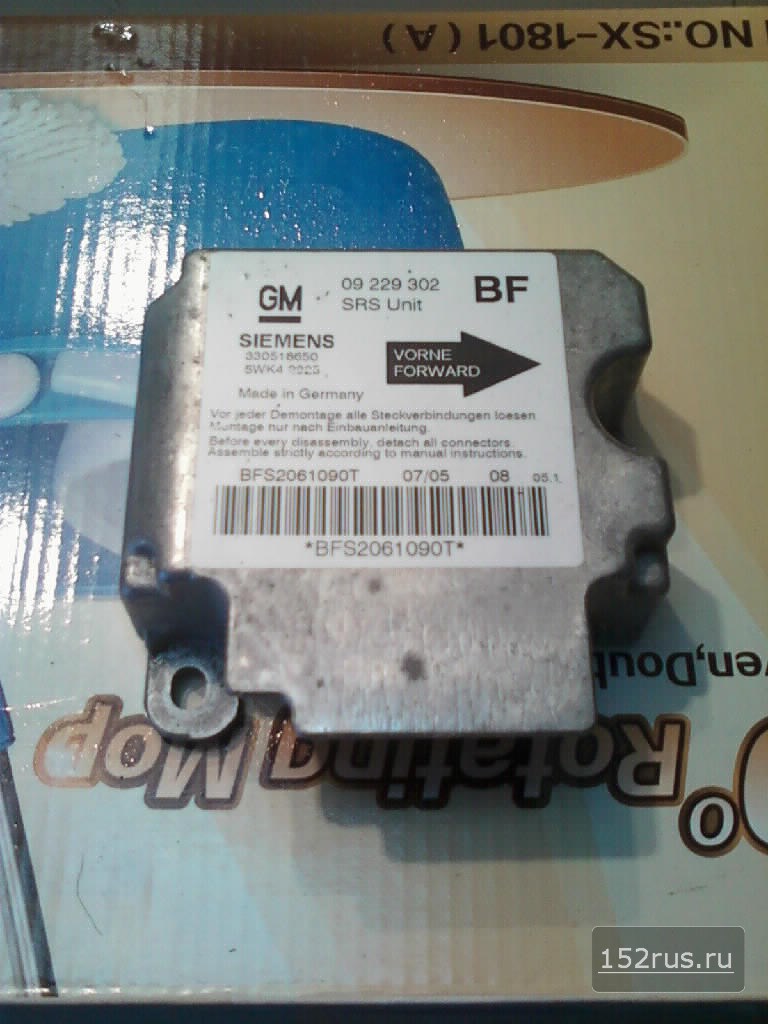 NO.:SX-1801 ( A )
GM
09 229 302
SRS Unit
BF
SIEMENS
330518650
5WK4
VORNE
FORWARD
Made in Germany
Vor jeder Demontage alle Steckverbindungen loesen.
Montage nur nach Einbauanleitung.
Before every disassembly, detach all connectors.
Assemble strictly according to manual instructions.
BFS2061090T 07/05 08 05.1.
*BFS2061090T*
Rotating Mop
152rus.ru